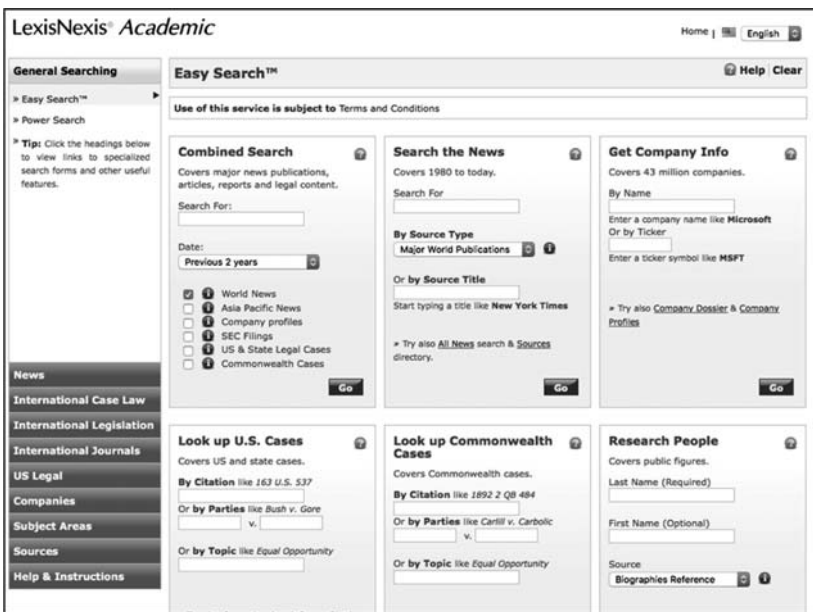 LexisNexis® Academic
Home |
English
General Searching
» Easy Search™
» Power Search
» Tip: Click the headings below
to view links to specialized
search forms and other useful
features.
News
International Case Law
International Legislation
International Journals
US Legal
Companies
Subject Areas
Sources
Help & Instructions
Easy Search™
? Help | Clear
Use of this service is subject to Terms and Conditions
Combined Search ?
Covers major news publications,
articles, reports and legal content.
Search For:
Date:
Previous 2 years
World News
Asia Pacific News
Company profiles
SEC Filings
US & State Legal Cases
Commonwealth Cases
Go
Search the News ?
Covers 1980 to today.
Search For
By Source Type
Major World Publications
Or by Source Title
Start typing a title like New York Times
» Try also All News search & Sources
directory.
Go
Get Company Info ?
Covers 43 million companies.
By Name
Enter a company name like Microsoft
Or by Ticker
Enter a ticker symbol like MSFT
» Try also Company Dossier & Company
Profiles
Go
Look up U.S. Cases ?
Covers US and state cases.
By Citation like 163 U.S. 537
Or by Parties like Bush v. Gore
v.
Or by Topic like Equal Opportunity
Look up Commonwealth ?
Cases
Covers Commonwealth cases.
By Citation like 1892 2 QB 484
Or by Parties like Carlill v. Carbolic
v.
Or by Topic like Equal Opportunity
Research People ?
Covers public figures.
Last Name (Required)
First Name (Optional)
Source
Biographies Reference